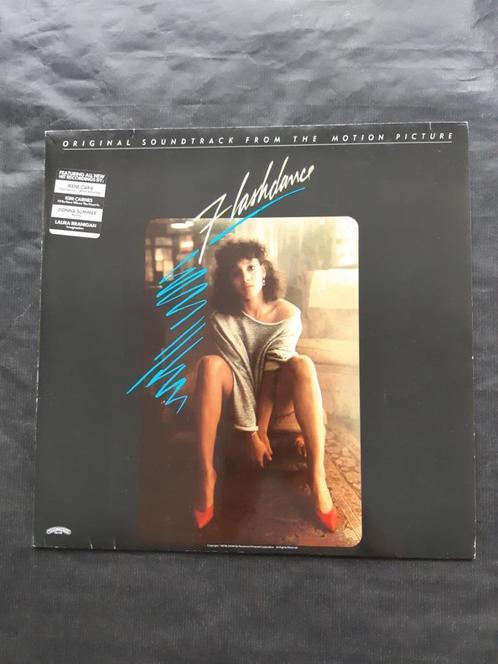 ORIGINAL SOUNDTRACK FROM THE MOTION PICTURE
FEATURING ALL NEW
HIT RECORDINGS BY:
IRENE CARA
KIM CARNES
DONNA SUMMER
LAURA BRANIGAN
Imagination
Flashdance